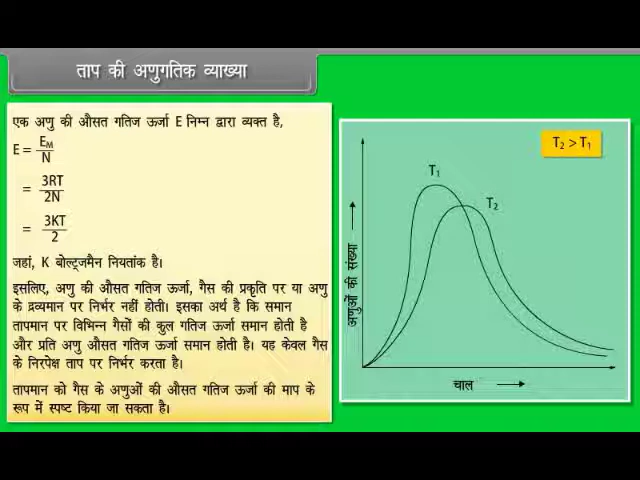 ताप की अणुगतिक व्याख्या
एक अणु की औसत गतिज ऊर्जा E निम्न द्वारा व्यक्त है,
E = E_M/N
= 3RT/2N
= 3KT/2
जहां, K बोल्ट्जमैन नियतांक है।
इसलिए, अणु की औसत गतिज ऊर्जा, गैस की प्रकृति पर या अणु
के द्रव्यमान पर निर्भर नहीं होती। इसका अर्थ है कि समान
तापमान पर विभिन्न गैसों की कुल गतिज ऊर्जा समान होती है
और प्रति अणु औसत गतिज ऊर्जा समान होती है। यह केवल गैस
के निरपेक्ष ताप पर निर्भर करता है।
तापमान को गैस के अणुओं की औसत गतिज ऊर्जा की माप के
रूप में स्पष्ट किया जा सकता है।
T₂ > T₁
T₁
T₂
अणुओं की संख्या
चाल